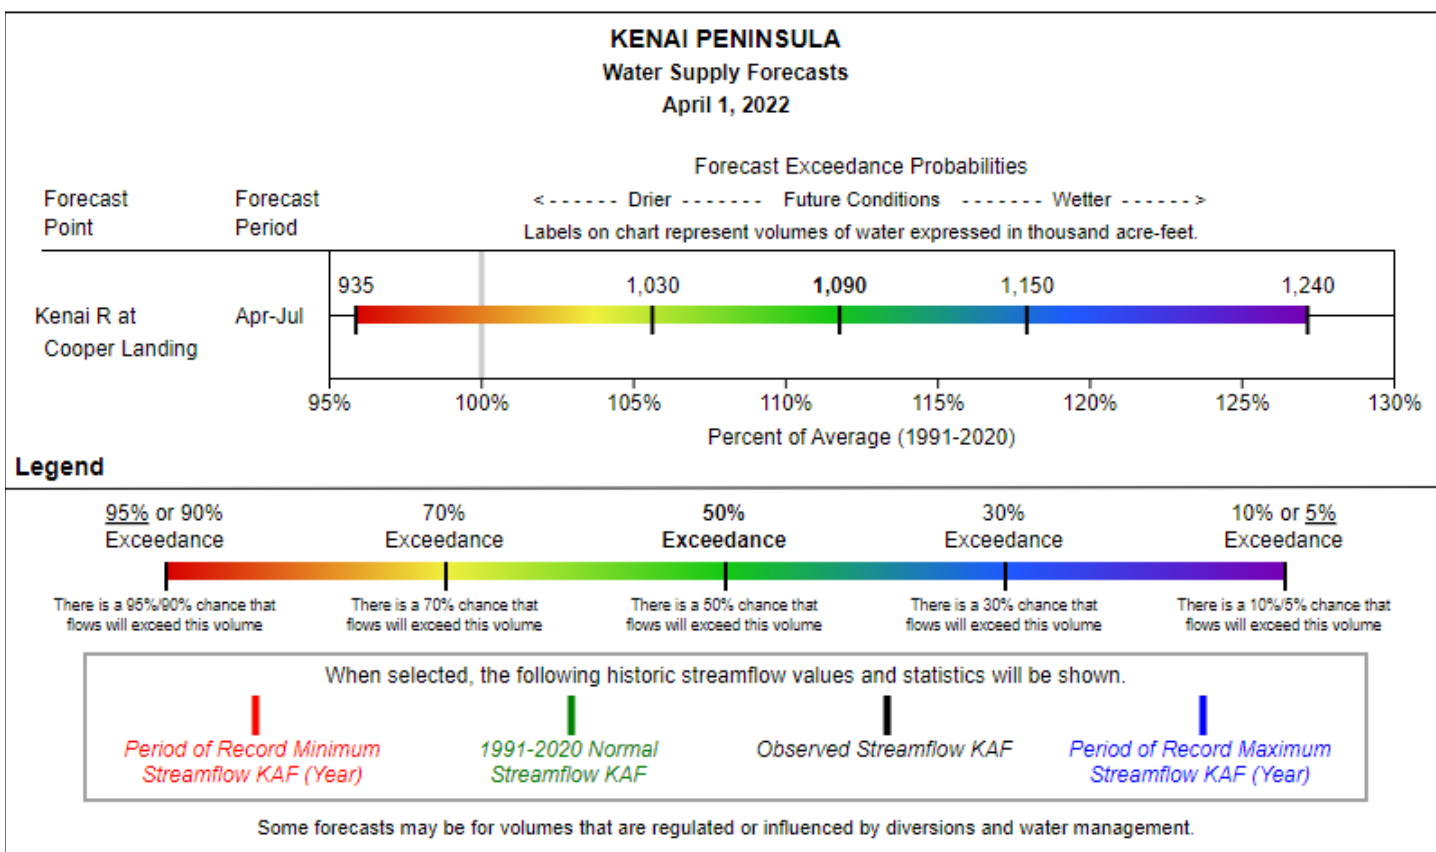 KENAI PENINSULA
Water Supply Forecasts
April 1, 2022
Forecast Exceedance Probabilities
Forecast Point
Forecast Period
<------ Drier ------- Future Conditions ------- Wetter ------>
Labels on chart represent volumes of water expressed in thousand acre-feet.
935 1,030 1,090 1,150 1,240
Kenai R at
Cooper Landing
Apr-Jul
95% 100% 105% 110% 115% 120% 125% 130%
Percent of Average (1991-2020)
Legend
95% or 90%
Exceedance
70%
Exceedance
50%
Exceedance
30%
Exceedance
10% or 5%
Exceedance
There is a 95%/90% chance that
flows will exceed this volume
There is a 70% chance that
flows will exceed this volume
There is a 50% chance that
flows will exceed this volume
There is a 30% chance that
flows will exceed this volume
There is a 10%/5% chance that
flows will exceed this volume
When selected, the following historic streamflow values and statistics will be shown.
Period of Record Minimum
Streamflow KAF (Year)
1991-2020 Normal
Streamflow KAF
Observed Streamflow KAF
Period of Record Maximum
Streamflow KAF (Year)
Some forecasts may be for volumes that are regulated or influenced by diversions and water management.